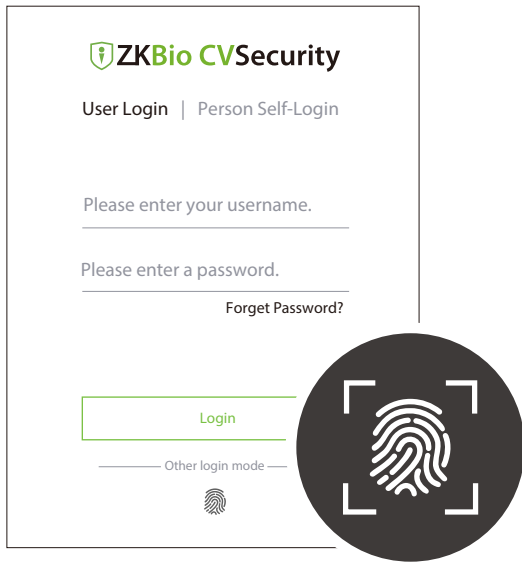 ZKBio CVSecurity
User Login | Person Self-Login
Please enter your username.
Please enter a password.
Forget Password?
Login
Other login mode